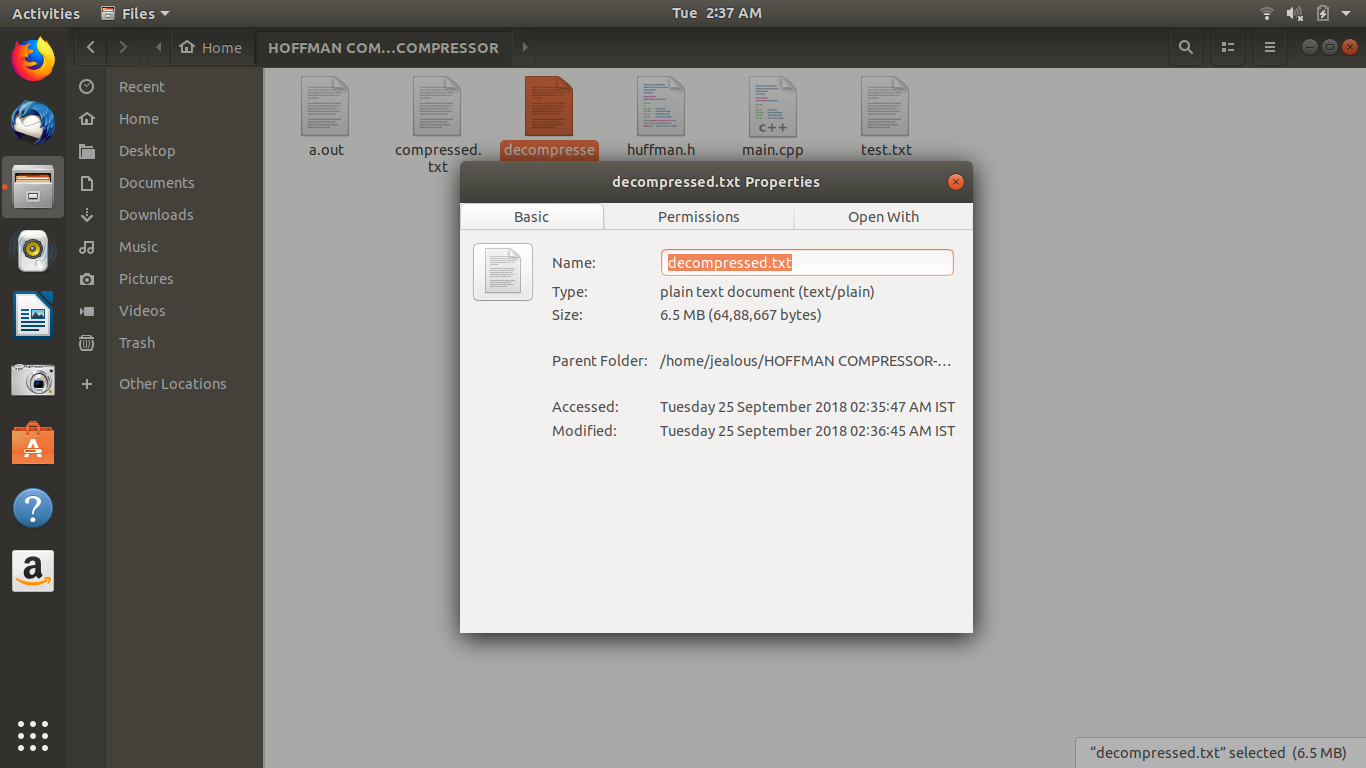 Activities Files Tue 2:37 AM
Home HOFFMAN COM...COMPRESSOR
Recent
Home
Desktop
Documents
Downloads
Music
Pictures
Videos
Trash
Other Locations
a.out
compressed.
txt
decompresse
huffman.h
C++
main.cpp
test.txt
decompressed.txt Properties
Basic Permissions Open With
Name: decompressed.txt
Type: plain text document (text/plain)
Size: 6.5 MB (64,88,667 bytes)
Parent Folder: /home/jealous/HOFFMAN COMPRESSOR-…
Accessed: Tuesday 25 September 2018 02:35:47 AM IST
Modified: Tuesday 25 September 2018 02:36:45 AM IST
“decompressed.txt” selected (6.5 MB)